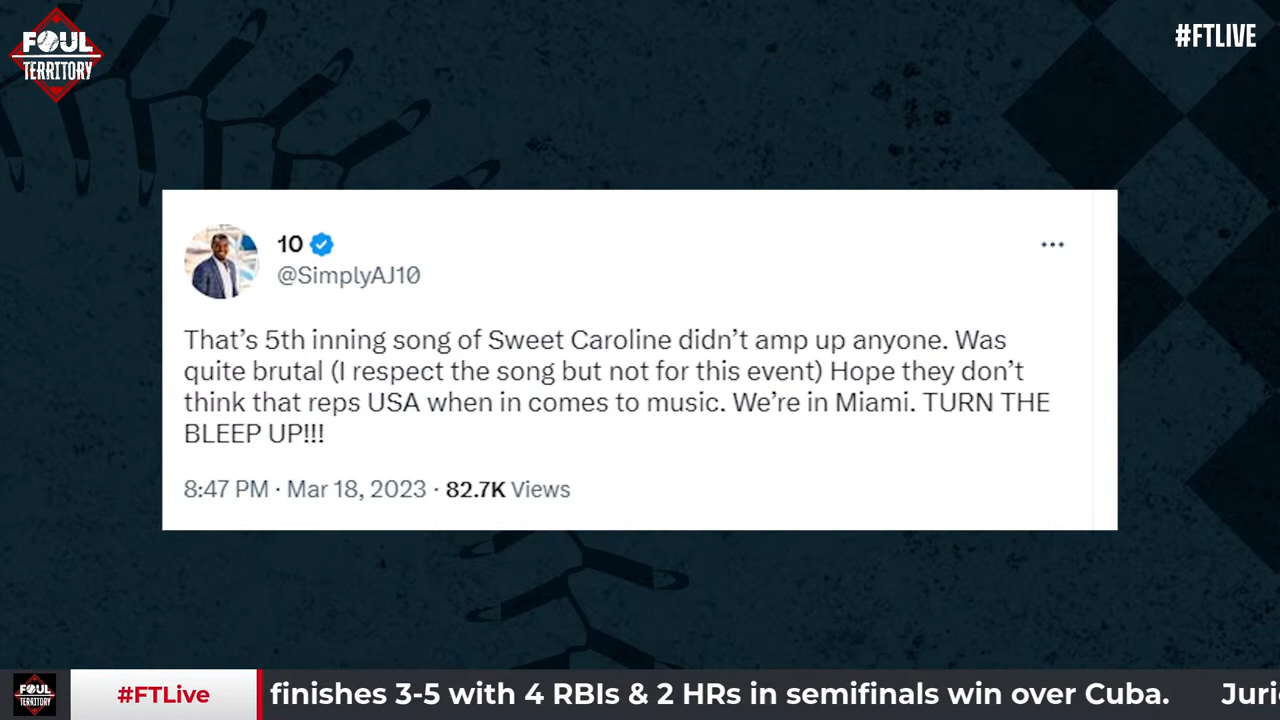 FOUL
TERRITORY
#FTLIVE
10
@SimplyAJ10
That's 5th inning song of Sweet Caroline didn't amp up anyone. Was
quite brutal (I respect the song but not for this event) Hope they don't
think that reps USA when in comes to music. We're in Miami. TURN THE
BLEEP UP!!!
8:47 PM · Mar 18, 2023 · 82.7K Views
FOUL
TERRITORY
#FTLive
finishes 3-5 with 4 RBIs & 2 HRs in semifinals win over Cuba. Juri